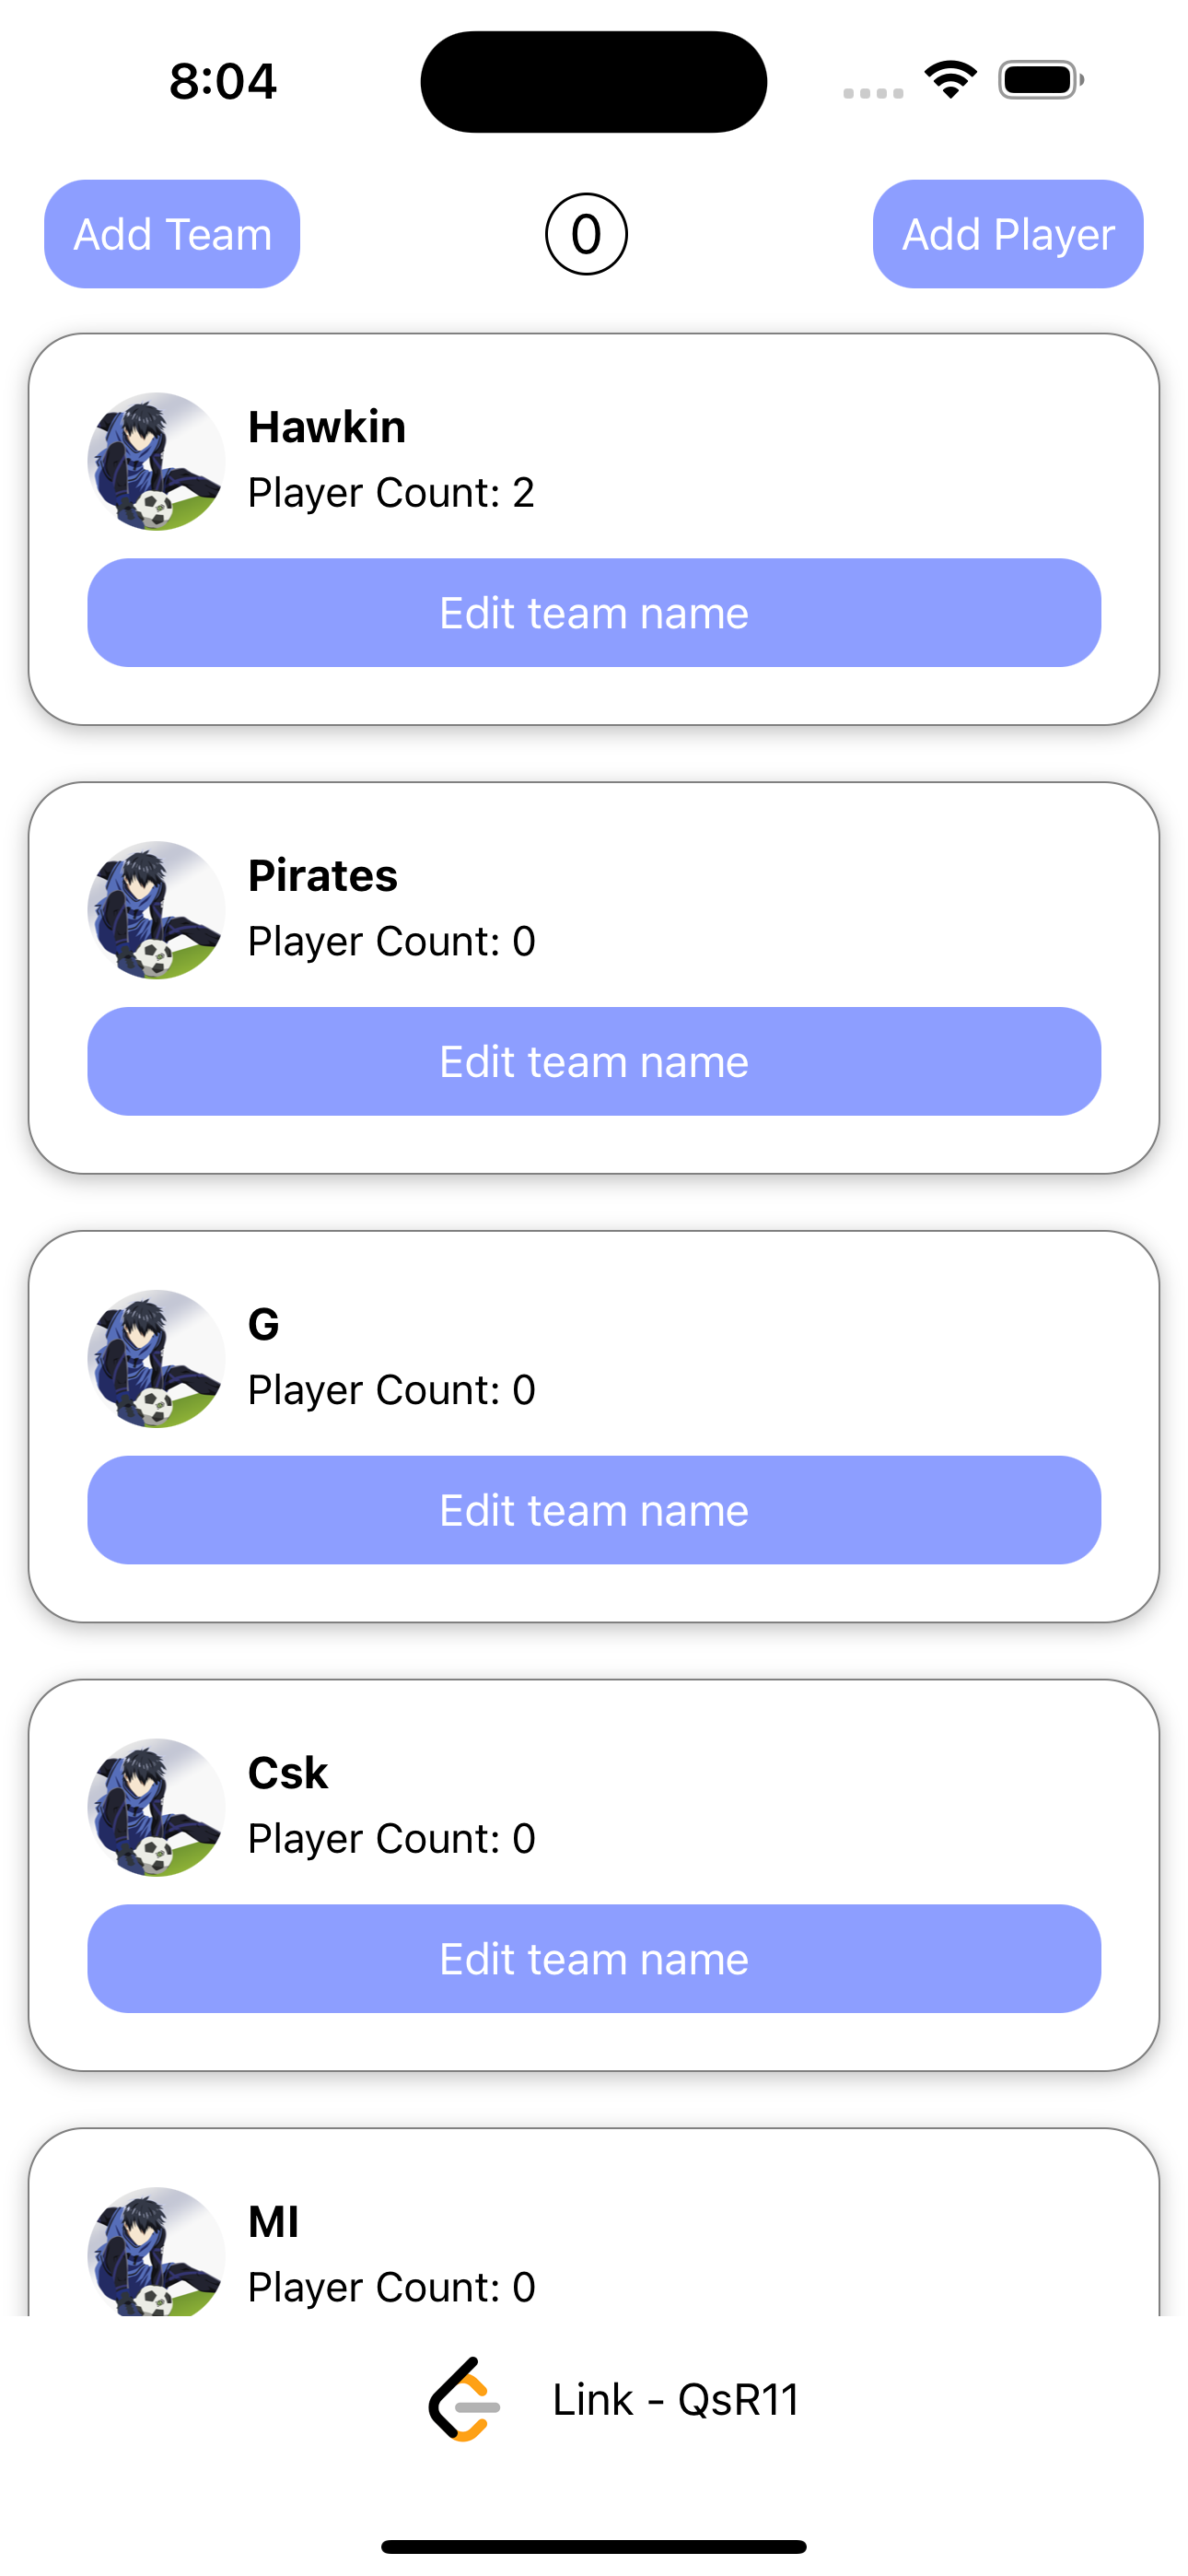 8:04
Add Team
0
Add Player
Hawkin
Player Count: 2
Edit team name
Pirates
Player Count: 0
Edit team name
G
Player Count: 0
Edit team name
Csk
Player Count: 0
Edit team name
MI
Player Count: 0
Link - QsR11